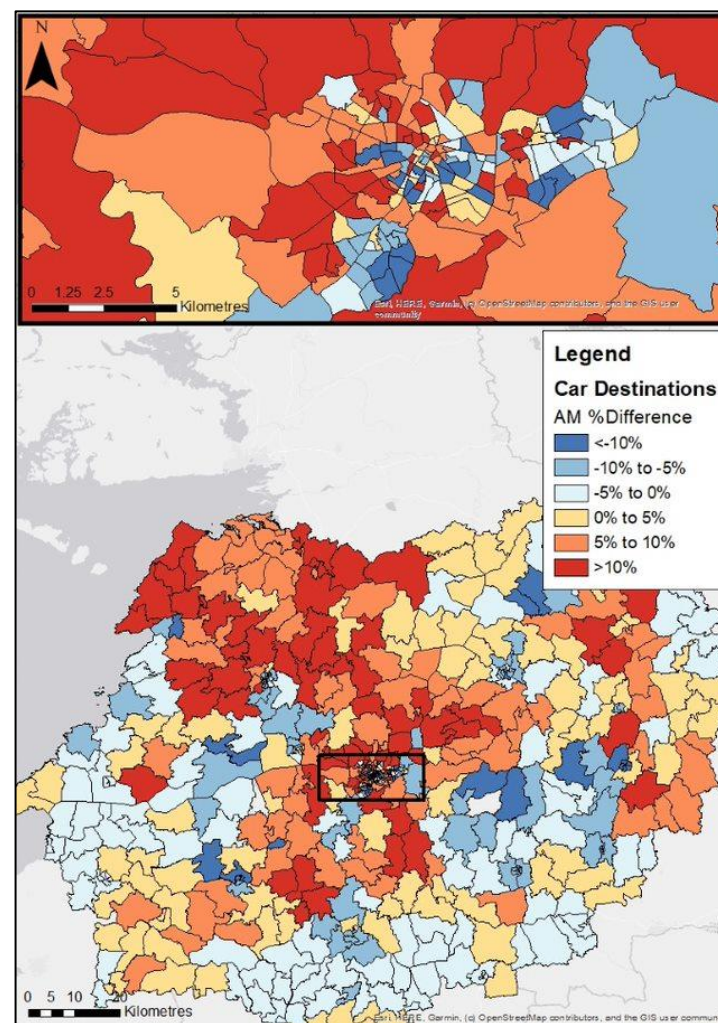 N
0 1.25 2.5 5
Kilometres
Esri, HERE, Garmin, (c) OpenStreetMap contributors, and the GIS user
community
Legend
Car Destinations
AM %Difference
<-10%
-10% to -5%
-5% to 0%
0% to 5%
5% to 10%
>10%
0 5 10 20
Kilometres
Esri, HERE, Garmin, (c) OpenStreetMap contributors, and the GIS user